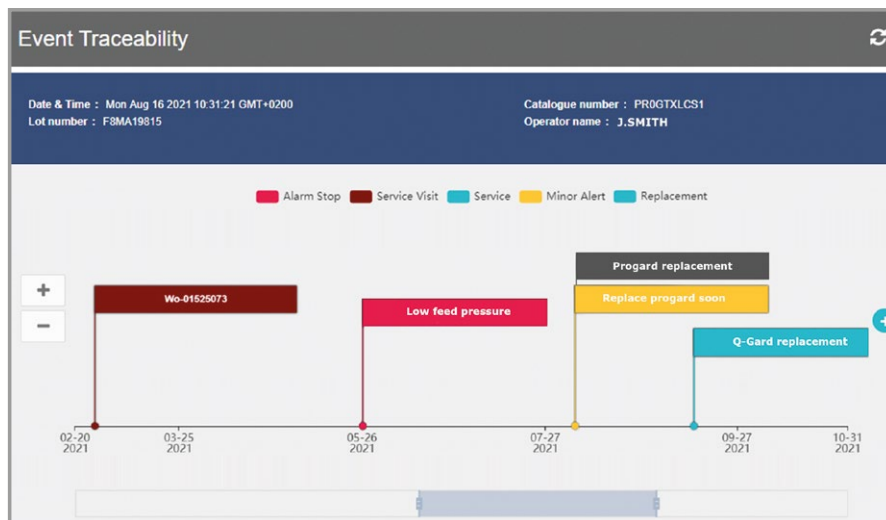 Event Traceability
Date & Time : Mon Aug 16 2021 10:31:21 GMT+0200
Lot number : F8MA19815
Catalogue number : PR0GTXLCS1
Operator name : J.SMITH
Alarm Stop
Service Visit
Service
Minor Alert
Replacement
Progard replacement
Wo-01525073
Replace progard soon
Low feed pressure
Q-Gard replacement
02-20
2021
03-25
2021
05-26
2021
07-27
2021
09-27
2021
10-31
2021